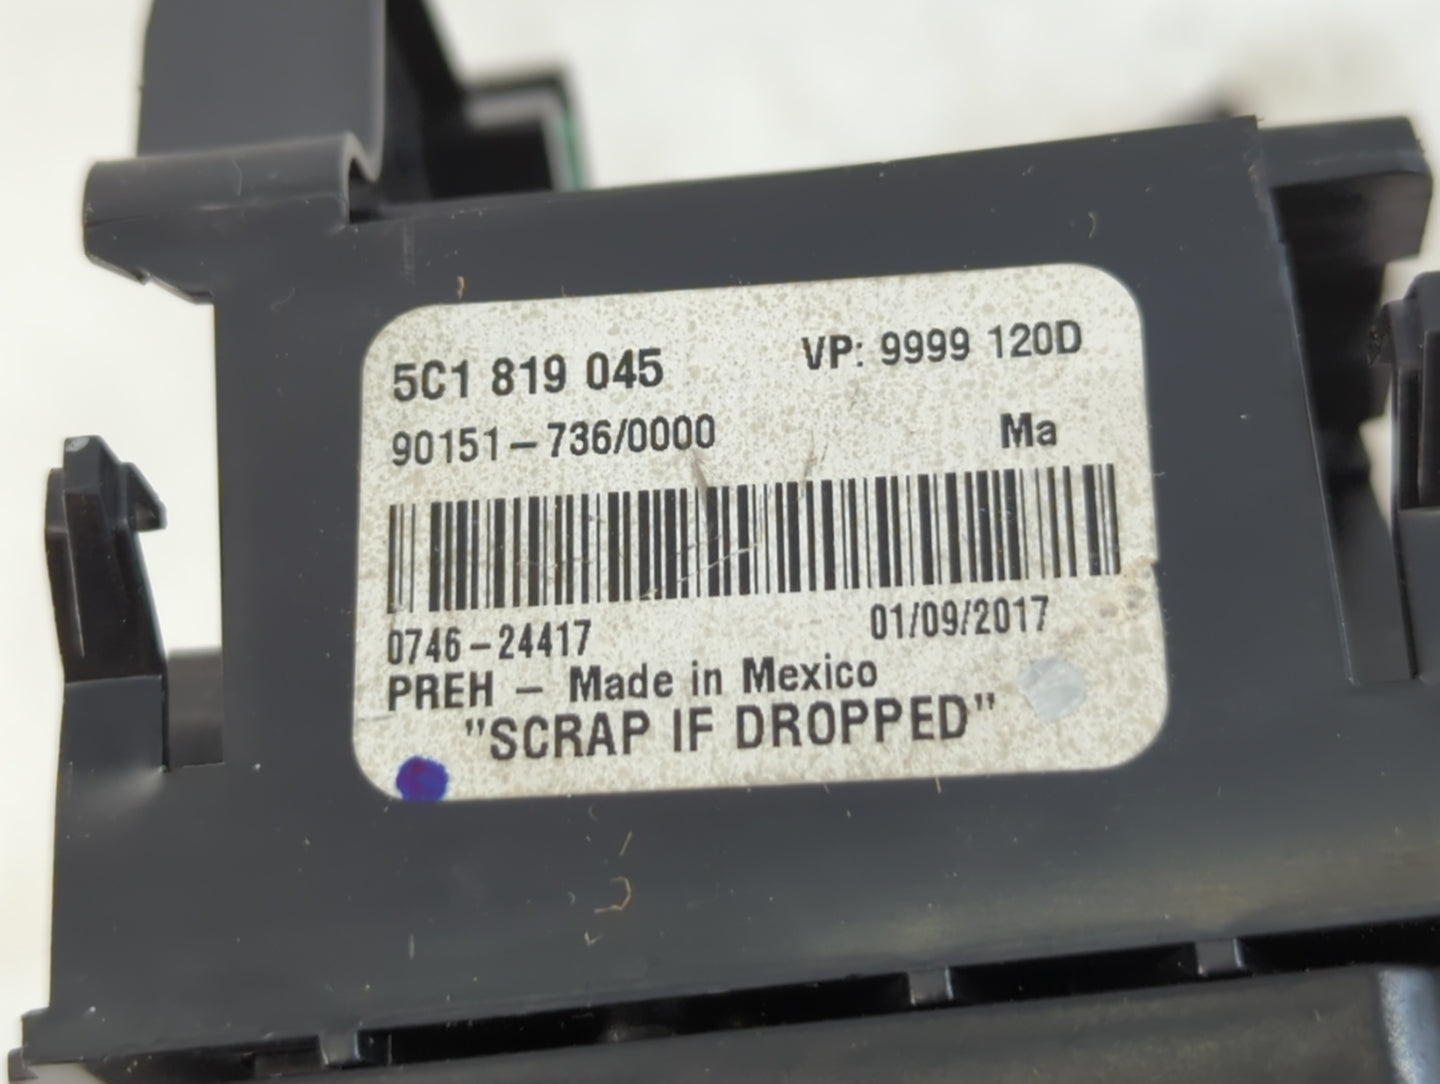 5C1 819 045 VP: 9999 120D
90151-736/0000 Ma
0746-24417 01/09/2017
PREH - Made in Mexico
"SCRAP IF DROPPED"